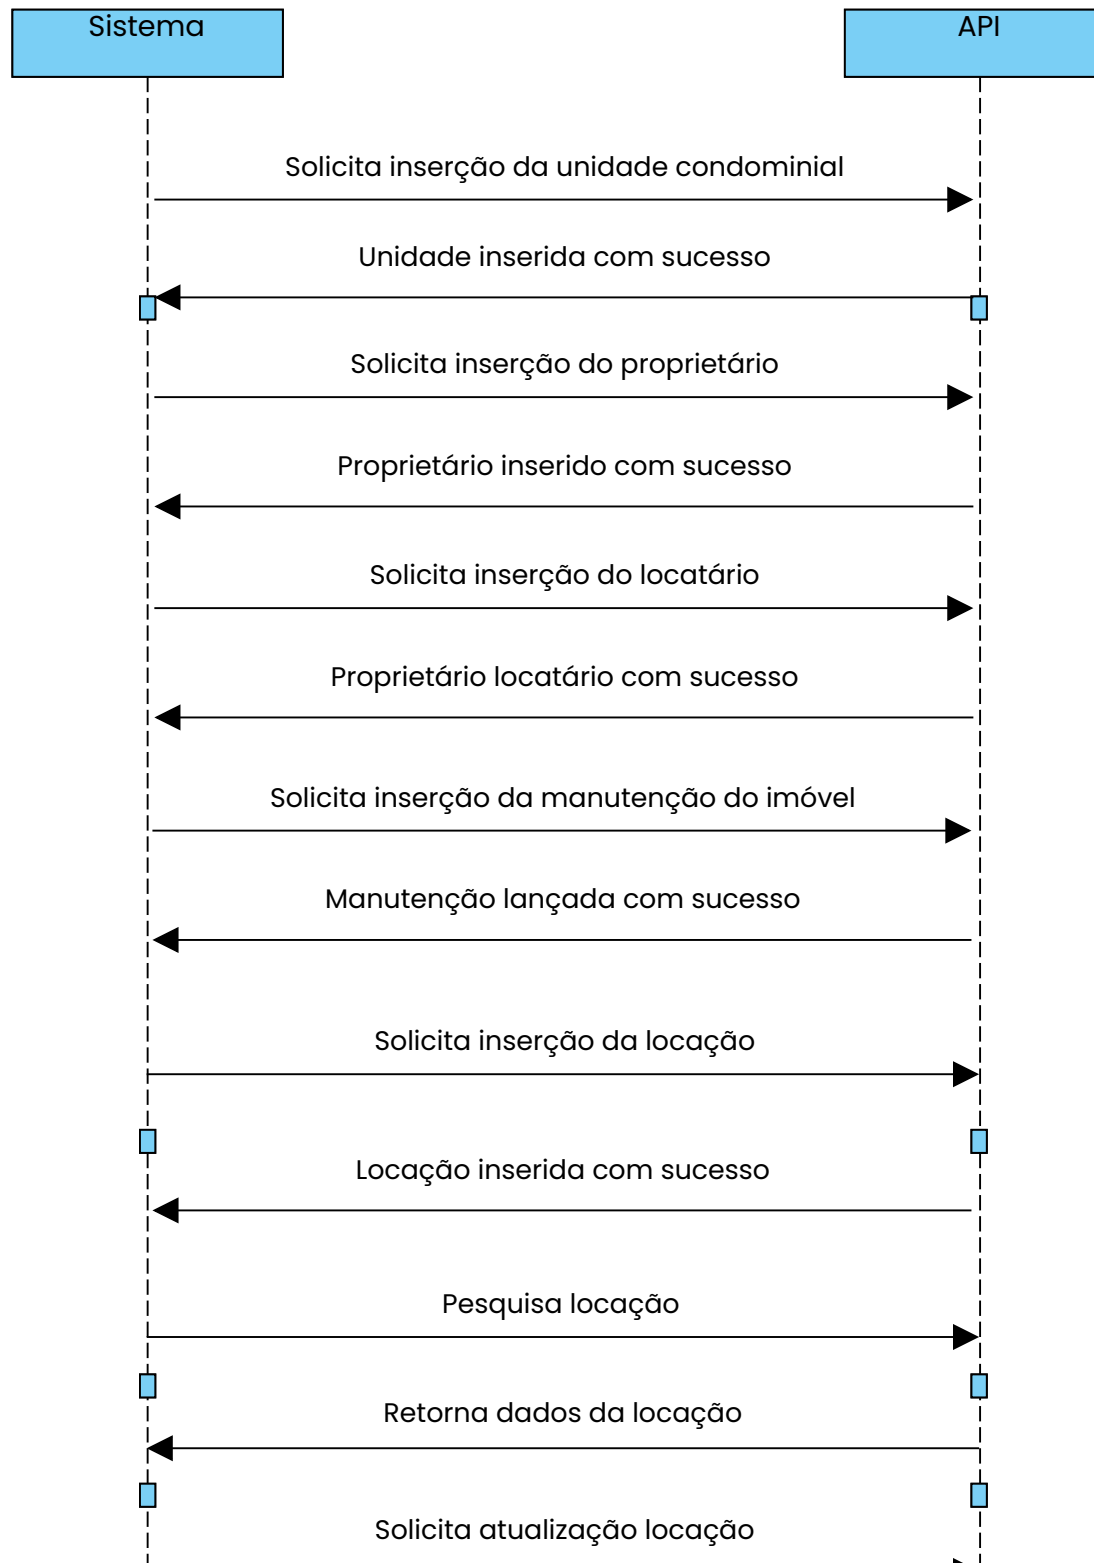 Sistema
API
Solicita inserção da unidade condominial
Unidade inserida com sucesso
Solicita inserção do proprietário
Proprietário inserido com sucesso
Solicita inserção do locatário
Proprietário locatário com sucesso
Solicita inserção da manutenção do imóvel
Manutenção lançada com sucesso
Solicita inserção da locação
Locação inserida com sucesso
Pesquisa locação
Retorna dados da locação
Solicita atualização locação